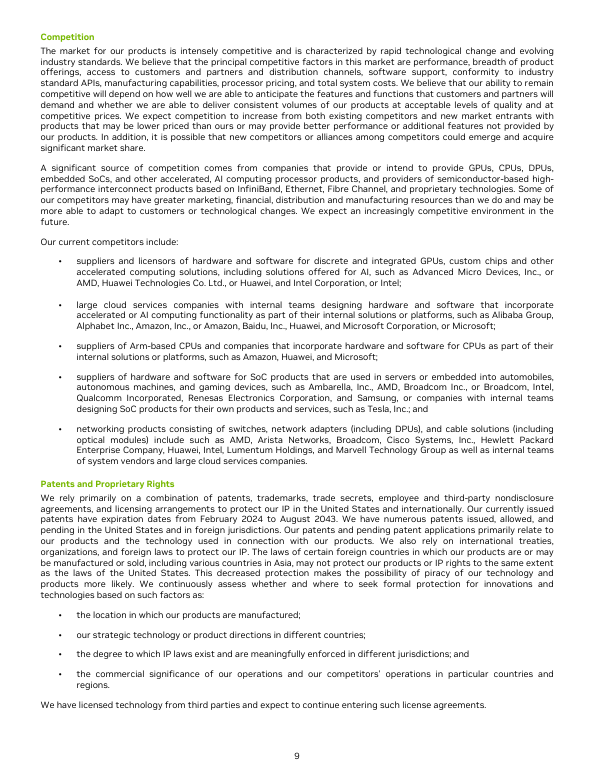 Competition
The market for our products is intensely competitive and is characterized by rapid technological change and evolving
industry standards. We believe that the principal competitive factors in this market are performance, breadth of product
offerings, access to customers and partners and distribution channels, software support, conformity to industry
standard APIs, manufacturing capabilities, processor pricing, and total system costs. We believe that our ability to remain
competitive will depend on how well we are able to anticipate the features and functions that customers and partners will
demand and whether we are able to deliver consistent volumes of our products at acceptable levels of quality and at
competitive prices. We expect competition to increase from both existing competitors and new market entrants with
products that may be lower priced than ours or may provide better performance or additional features not provided by
our products. In addition, it is possible that new competitors or alliances among competitors could emerge and acquire
significant market share.
A significant source of competition comes from companies that provide or intend to provide GPUs, CPUs, DPUs,
embedded SoCs, and other accelerated, AI computing processor products, and providers of semiconductor-based high-
performance interconnect products based on InfiniBand, Ethernet, Fibre Channel, and proprietary technologies. Some of
our competitors may have greater marketing, financial, distribution and manufacturing resources than we do and may be
more able to adapt to customers or technological changes. We expect an increasingly competitive environment in the
future.
Our current competitors include:
• suppliers and licensors of hardware and software for discrete and integrated GPUs, custom chips and other
accelerated computing solutions, including solutions offered for AI, such as Advanced Micro Devices, Inc., or
AMD, Huawei Technologies Co. Ltd., or Huawei, and Intel Corporation, or Intel;
• large cloud services companies with internal teams designing hardware and software that incorporate
accelerated or AI computing functionality as part of their internal solutions or platforms, such as Alibaba Group,
Alphabet Inc., Amazon, Inc., or Amazon, Baidu, Inc., Huawei, and Microsoft Corporation, or Microsoft;
• suppliers of Arm-based CPUs and companies that incorporate hardware and software for CPUs as part of their
internal solutions or platforms, such as Amazon, Huawei, and Microsoft;
• suppliers of hardware and software for SoC products that are used in servers or embedded into automobiles,
autonomous machines, and gaming devices, such as Ambarella, Inc., AMD, Broadcom Inc., or Broadcom, Intel,
Qualcomm Incorporated, Renesas Electronics Corporation, and Samsung, or companies with internal teams
designing SoC products for their own products and services, such as Tesla, Inc.; and
• networking products consisting of switches, network adapters (including DPUs), and cable solutions (including
optical modules) include such as AMD, Arista Networks, Broadcom, Cisco Systems, Inc., Hewlett Packard
Enterprise Company, Huawei, Intel, Lumentum Holdings, and Marvell Technology Group as well as internal teams
of system vendors and large cloud services companies.
Patents and Proprietary Rights
We rely primarily on a combination of patents, trademarks, trade secrets, employee and third-party nondisclosure
agreements, and licensing arrangements to protect our IP in the United States and internationally. Our currently issued
patents have expiration dates from February 2024 to August 2043. We have numerous patents issued, allowed, and
pending in the United States and in foreign jurisdictions. Our patents and pending patent applications primarily relate to
our products and the technology used in connection with our products. We also rely on international treaties,
organizations, and foreign laws to protect our IP. The laws of certain foreign countries in which our products are or may
be manufactured or sold, including various countries in Asia, may not protect our products or IP rights to the same extent
as the laws of the United States. This decreased protection makes the possibility of piracy of our technology and
products more likely. We continuously assess whether and where to seek formal protection for innovations and
technologies based on such factors as:
• the location in which our products are manufactured;
• our strategic technology or product directions in different countries;
• the degree to which IP laws exist and are meaningfully enforced in different jurisdictions; and
• the commercial significance of our operations and our competitors' operations in particular countries and
regions.
We have licensed technology from third parties and expect to continue entering such license agreements.
9